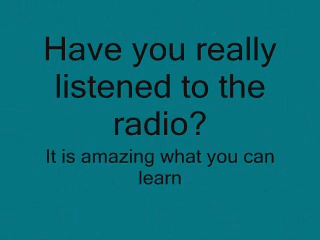 Have you really
listened to the
radio?
It is amazing what you can
learn